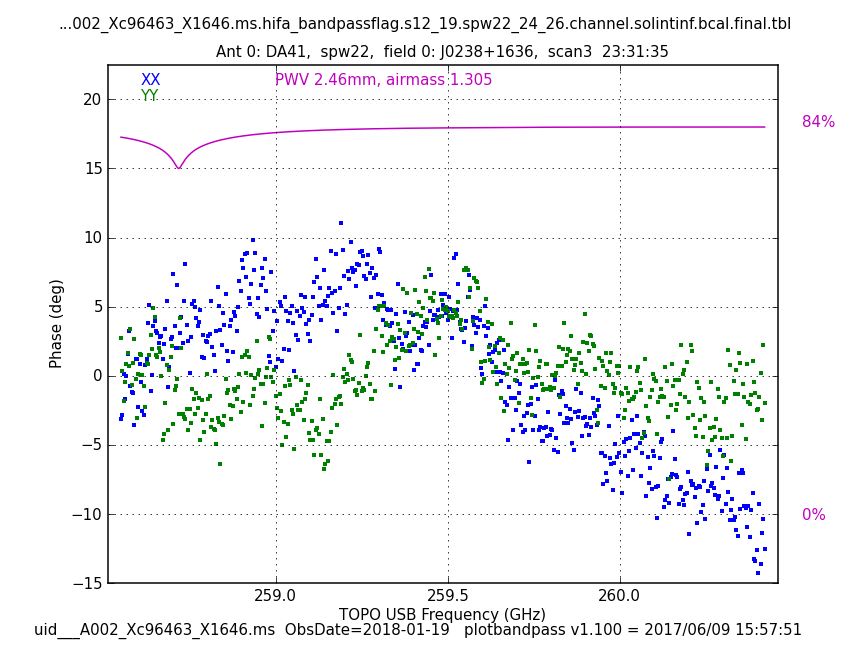 ...002_Xc96463_X1646.ms.hifa_bandpassflag.s12_19.spw22_24_26.channel.solintinf.bcal.final.tbl
Ant 0: DA41, spw22, field 0: J0238+1636, scan3 23:31:35
XX
PWV 2.46mm, airmass 1.305
YY
20
84%
15
10
5
0
−5
−10
0%
−15
Phase (deg)
259.0 259.5 260.0
TOPO USB Frequency (GHz)
uid___A002_Xc96463_X1646.ms ObsDate=2018-01-19 plotbandpass v1.100 = 2017/06/09 15:57:51